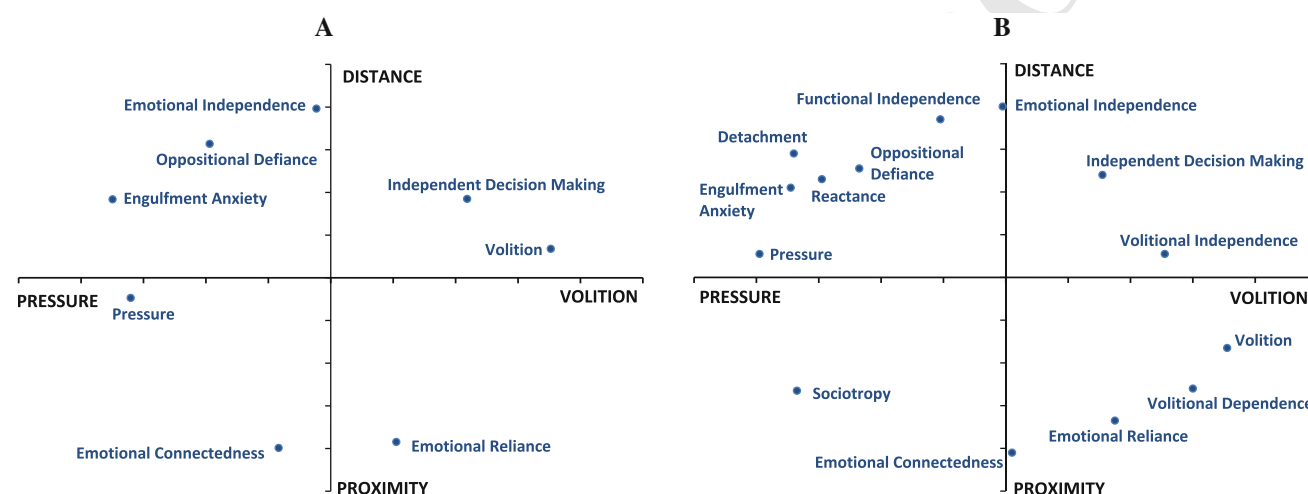 A
DISTANCE
Emotional Independence
Oppositional Defiance
Engulfment Anxiety
Independent Decision Making
Volition
PRESSURE
VOLITION
Pressure
Emotional Connectedness
Emotional Reliance
PROXIMITY
B
DISTANCE
Functional Independence
Emotional Independence
Detachment
Oppositional
Defiance
Independent Decision Making
Engulfment
Anxiety
Reactance
Volitional Independence
Pressure
PRESSURE
VOLITION
Volition
Sociotropy
Volitional Dependence
Emotional Reliance
Emotional Connectedness
PROXIMITY